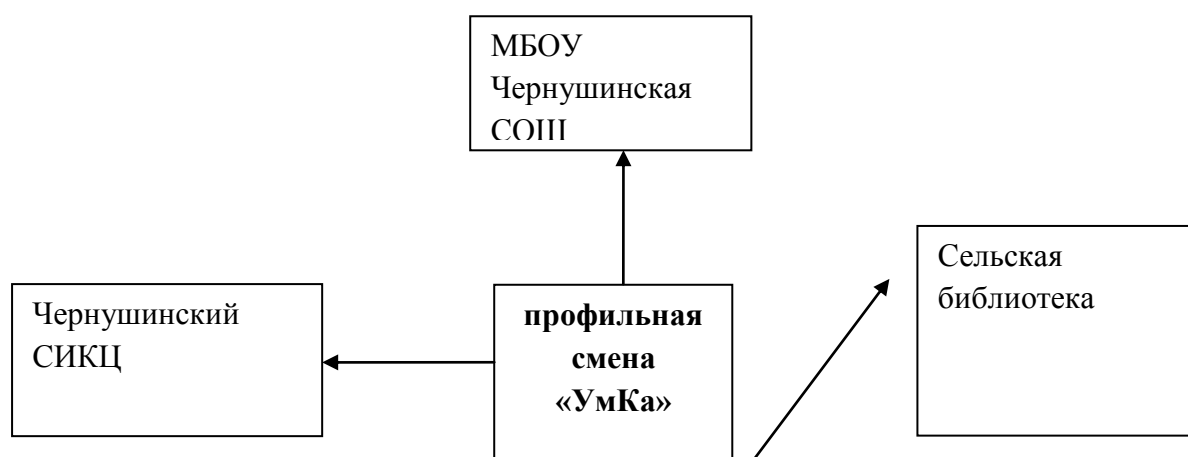 МБОУ
Чернушинская
СОШ
Сельская
библиотека
Чернушинский
СИКЦ
профильная
смена
«УмКа»